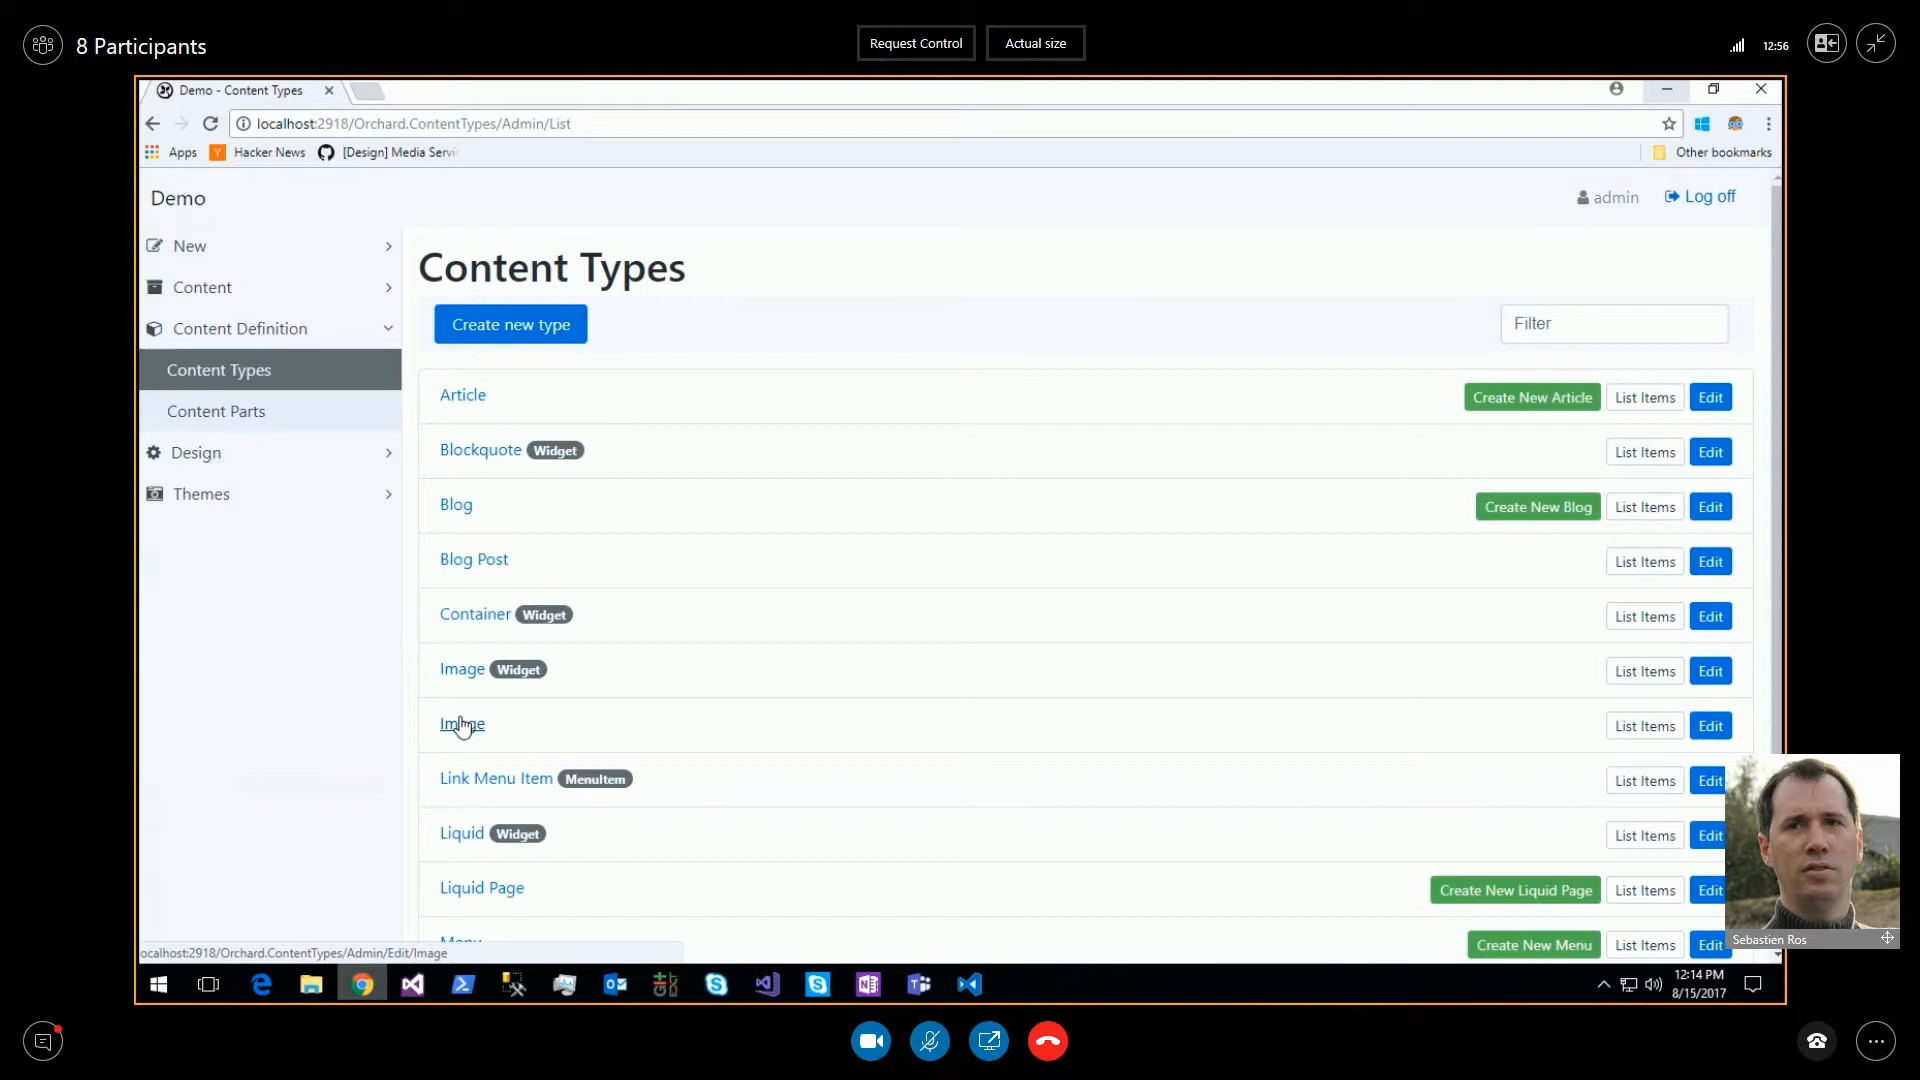 8 Participants
Request Control
Actual size
12:56
Demo - Content Types
localhost:2918/Orchard.ContentTypes/Admin/List
Apps
Hacker News
[Design] Media Servi
Other bookmarks
Demo
admin
Log off
New
Content
Content Definition
Content Types
Content Parts
Design
Themes
Content Types
Create new type
Filter
Article
Create New Article List Items Edit
Blockquote Widget
List Items Edit
Blog
Create New Blog List Items Edit
Blog Post
List Items Edit
Container Widget
List Items Edit
Image Widget
List Items Edit
Image
List Items Edit
Link Menu Item MenuItem
List Items Edit
Liquid Widget
List Items Edit
Liquid Page
Create New Liquid Page List Items Edit
Menu
Create New Menu List Items Edit
Sebastien Ros
ocalhost:2918/Orchard.ContentTypes/Admin/Edit/Image
12:14 PM
8/15/2017